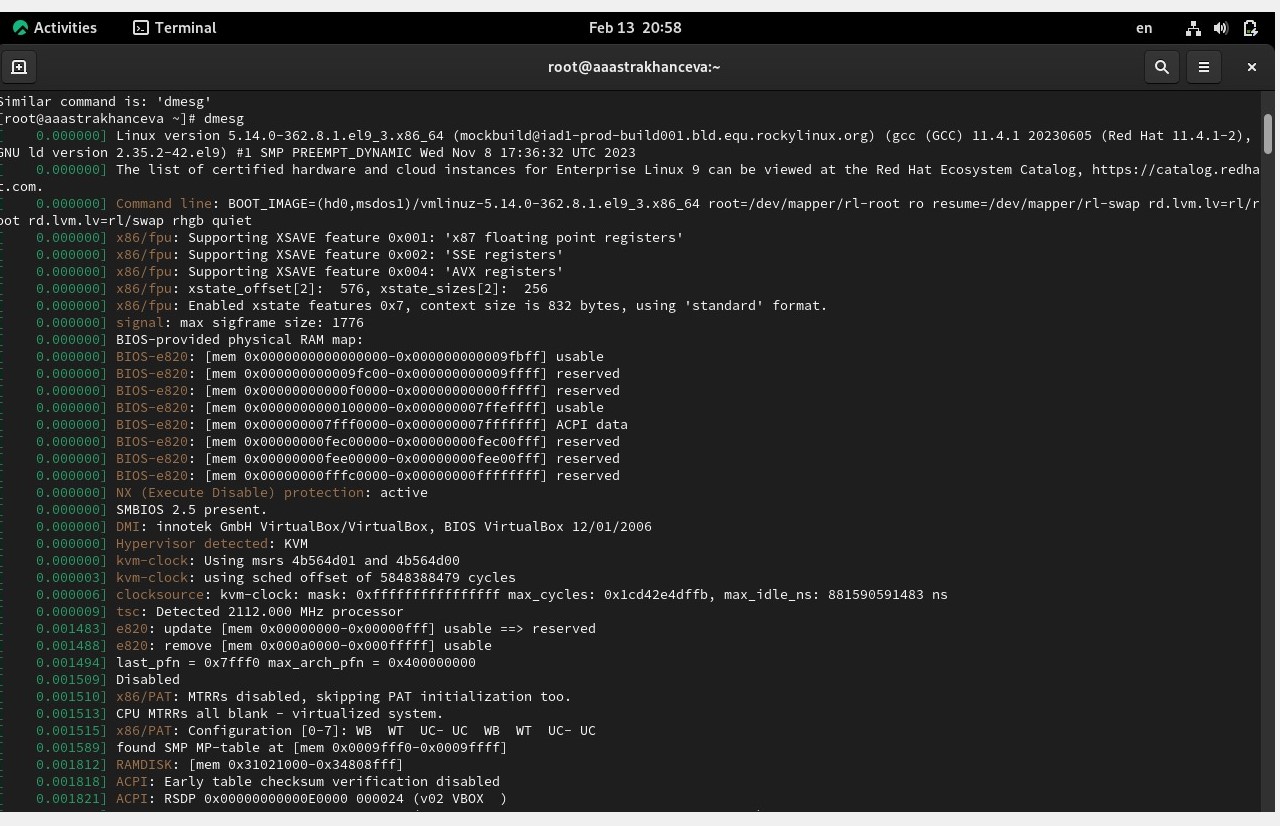 Activities
Terminal
Feb 13 20:58
en
root@aaastrakhanceva:~
Similar command is: 'dmesg'
[root@aaastrakhanceva ~]# dmesg
[    0.000000] Linux version 5.14.0-362.8.1.el9_3.x86_64 (mockbuild@iad1-prod-build001.bld.equ.rockylinux.org) (gcc (GCC) 11.4.1 20230605 (Red Hat 11.4.1-2),
GNU ld version 2.35.2-42.el9) #1 SMP PREEMPT_DYNAMIC Wed Nov 8 17:36:32 UTC 2023
[    0.000000] The list of certified hardware and cloud instances for Enterprise Linux 9 can be viewed at the Red Hat Ecosystem Catalog, https://catalog.redha
t.com.
[    0.000000] Command line: BOOT_IMAGE=(hd0,msdos1)/vmlinuz-5.14.0-362.8.1.el9_3.x86_64 root=/dev/mapper/rl-root ro resume=/dev/mapper/rl-swap rd.lvm.lv=rl/r
oot rd.lvm.lv=rl/swap rhgb quiet
[    0.000000] x86/fpu: Supporting XSAVE feature 0x001: 'x87 floating point registers'
[    0.000000] x86/fpu: Supporting XSAVE feature 0x002: 'SSE registers'
[    0.000000] x86/fpu: Supporting XSAVE feature 0x004: 'AVX registers'
[    0.000000] x86/fpu: xstate_offset[2]:  576, xstate_sizes[2]:  256
[    0.000000] x86/fpu: Enabled xstate features 0x7, context size is 832 bytes, using 'standard' format.
[    0.000000] signal: max sigframe size: 1776
[    0.000000] BIOS-provided physical RAM map:
[    0.000000] BIOS-e820: [mem 0x0000000000000000-0x000000000009fbff] usable
[    0.000000] BIOS-e820: [mem 0x000000000009fc00-0x000000000009ffff] reserved
[    0.000000] BIOS-e820: [mem 0x00000000000f0000-0x00000000000fffff] reserved
[    0.000000] BIOS-e820: [mem 0x0000000000100000-0x000000007ffeffff] usable
[    0.000000] BIOS-e820: [mem 0x000000007fff0000-0x000000007fffffff] ACPI data
[    0.000000] BIOS-e820: [mem 0x00000000fec00000-0x00000000fec00fff] reserved
[    0.000000] BIOS-e820: [mem 0x00000000fee00000-0x00000000fee00fff] reserved
[    0.000000] BIOS-e820: [mem 0x00000000fffc0000-0x00000000ffffffff] reserved
[    0.000000] NX (Execute Disable) protection: active
[    0.000000] SMBIOS 2.5 present.
[    0.000000] DMI: innotek GmbH VirtualBox/VirtualBox, BIOS VirtualBox 12/01/2006
[    0.000000] Hypervisor detected: KVM
[    0.000000] kvm-clock: Using msrs 4b564d01 and 4b564d00
[    0.000003] kvm-clock: using sched offset of 5848388479 cycles
[    0.000006] clocksource: kvm-clock: mask: 0xffffffffffffffff max_cycles: 0x1cd42e4dffb, max_idle_ns: 881590591483 ns
[    0.000009] tsc: Detected 2112.000 MHz processor
[    0.001483] e820: update [mem 0x00000000-0x00000fff] usable ==> reserved
[    0.001488] e820: remove [mem 0x000a0000-0x000fffff] usable
[    0.001494] last_pfn = 0x7fff0 max_arch_pfn = 0x400000000
[    0.001509] Disabled
[    0.001510] x86/PAT: MTRRs disabled, skipping PAT initialization too.
[    0.001513] CPU MTRRs all blank - virtualized system.
[    0.001515] x86/PAT: Configuration [0-7]: WB  WT  UC- UC  WB  WT  UC- UC
[    0.001589] found SMP MP-table at [mem 0x0009fff0-0x0009ffff]
[    0.001812] RAMDISK: [mem 0x31021000-0x34808fff]
[    0.001818] ACPI: Early table checksum verification disabled
[    0.001821] ACPI: RSDP 0x00000000000E0000 000024 (v02 VBOX  )